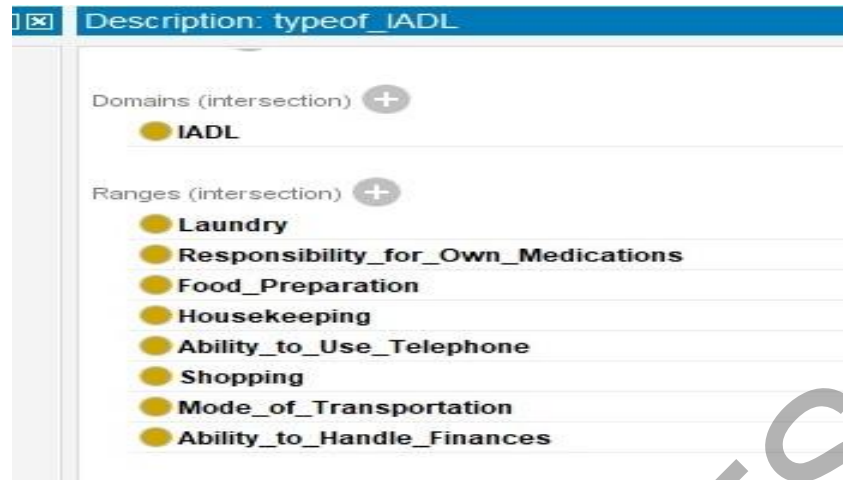 Description: typeof_IADL
Domains (intersection)
IADL
Ranges (intersection)
Laundry
Responsibility_for_Own_Medications
Food_Preparation
Housekeeping
Ability_to_Use_Telephone
Shopping
Mode_of_Transportation
Ability_to_Handle_Finances